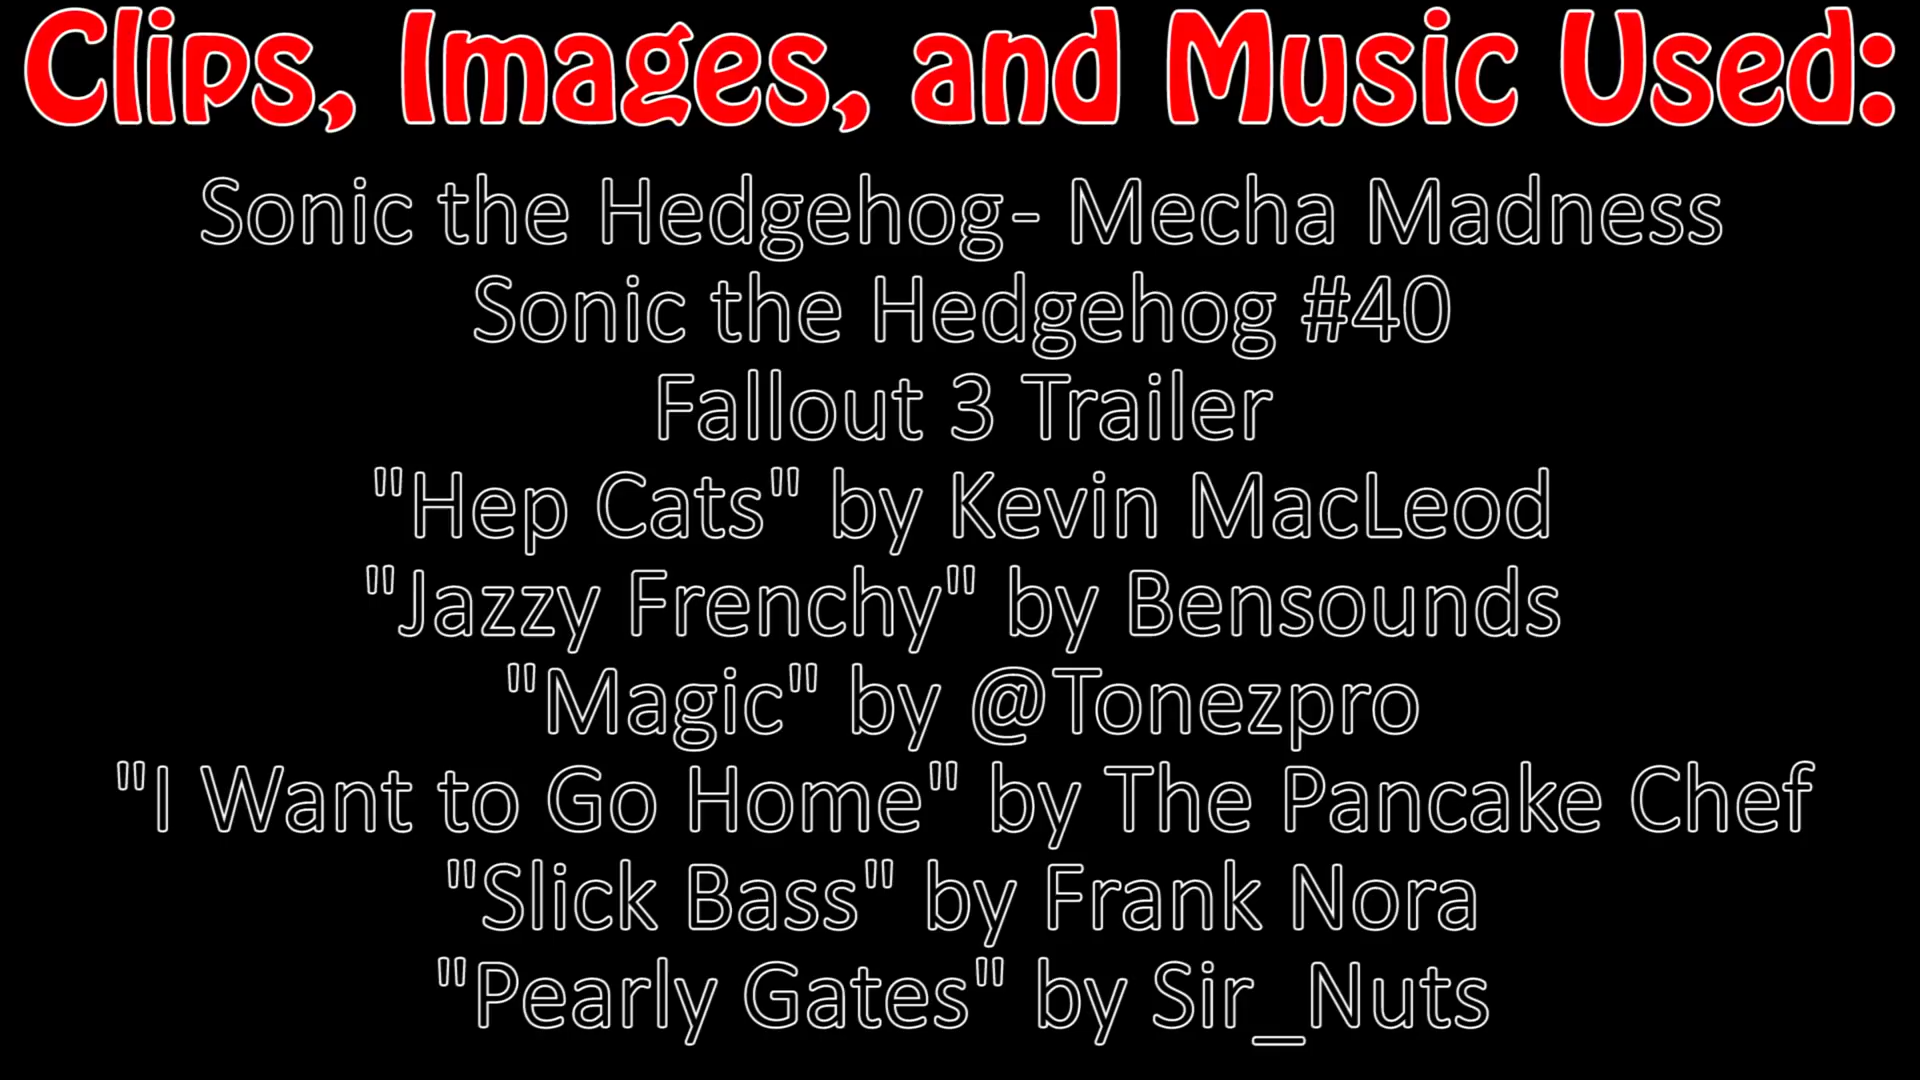 Clips, Images, and Music Used:
Sonic the Hedgehog- Mecha Madness
Sonic the Hedgehog #40
Fallout 3 Trailer
"Hep Cats" by Kevin MacLeod
"Jazzy Frenchy" by Bensounds
"Magic" by @Tonezpro
"I Want to Go Home" by The Pancake Chef
"Slick Bass" by Frank Nora
"Pearly Gates" by Sir_Nuts